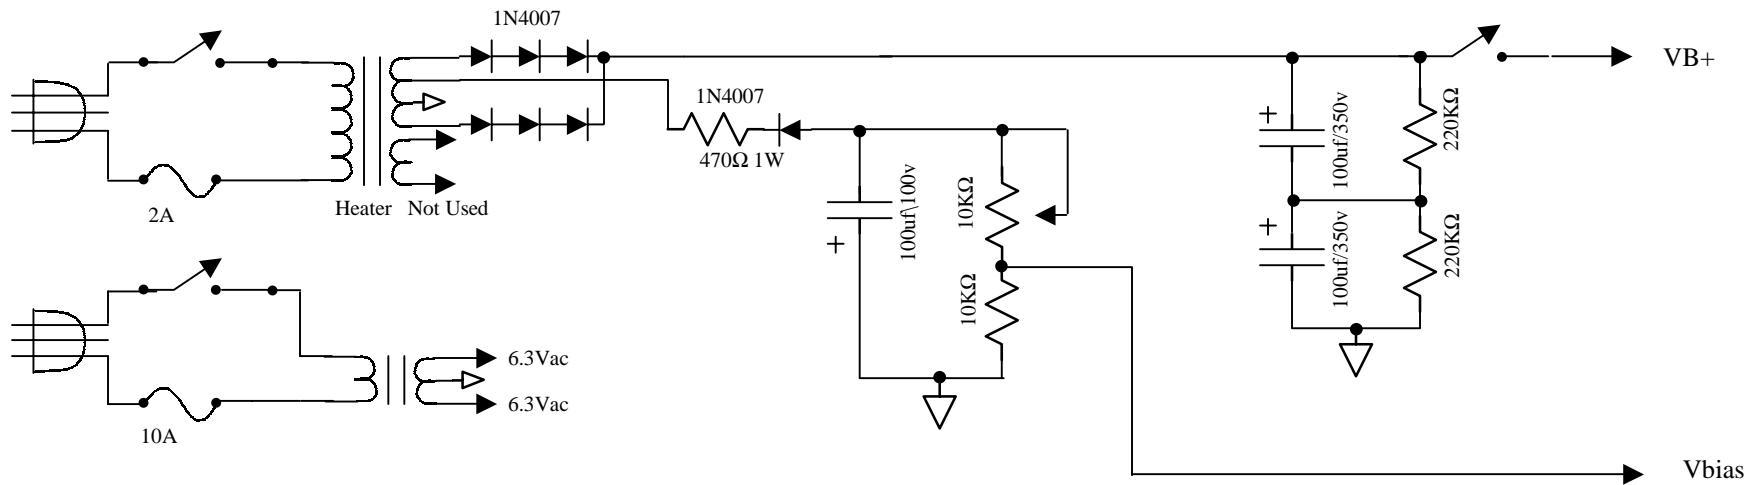 1N4007
VB+
1N4007
470Ω 1W
+
100uf/350v
220KΩ
100uf\100v
+
10KΩ
10KΩ
+
100uf/350v
220KΩ
2A
Heater
Not Used
6.3Vac
6.3Vac
10A
Vbias